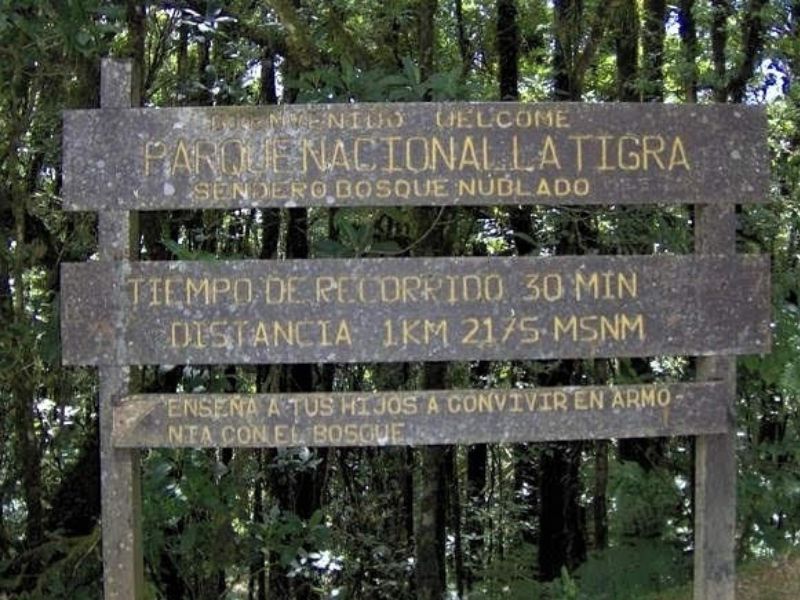 BIENVENIDO WELCOME
PARQUE NACIONAL LA TIGRA
SENDERO BOSQUE NUBLADO
TIEMPO DE RECORRIDO 30 MIN
DISTANCIA 1KM 2175 MSNM
ENSEÑA A TUS HIJOS A CONVIVIR EN ARMO-
NIA CON EL BOSQUE